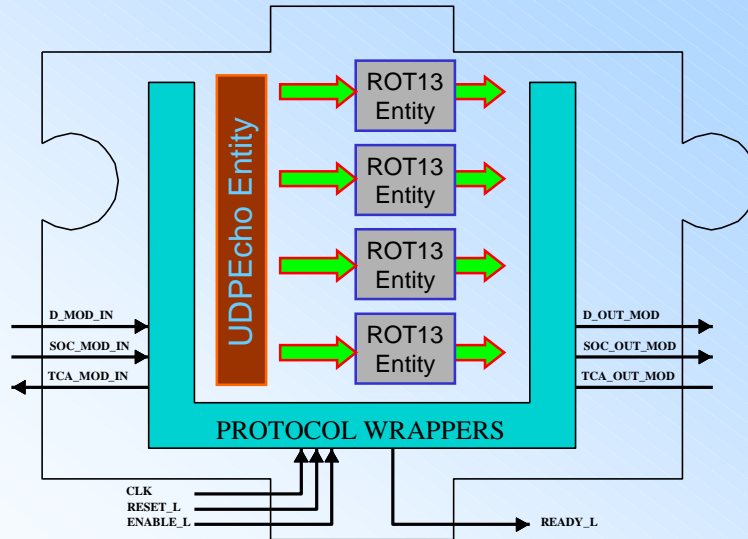 ROT13
Entity
ROT13
Entity
ROT13
Entity
ROT13
Entity
UDPEcho Entity
D_MOD_IN
SOC_MOD_IN
TCA_MOD_IN
D_OUT_MOD
SOC_OUT_MOD
TCA_OUT_MOD
PROTOCOL WRAPPERS
CLK
RESET_L
ENABLE_L
READY_L